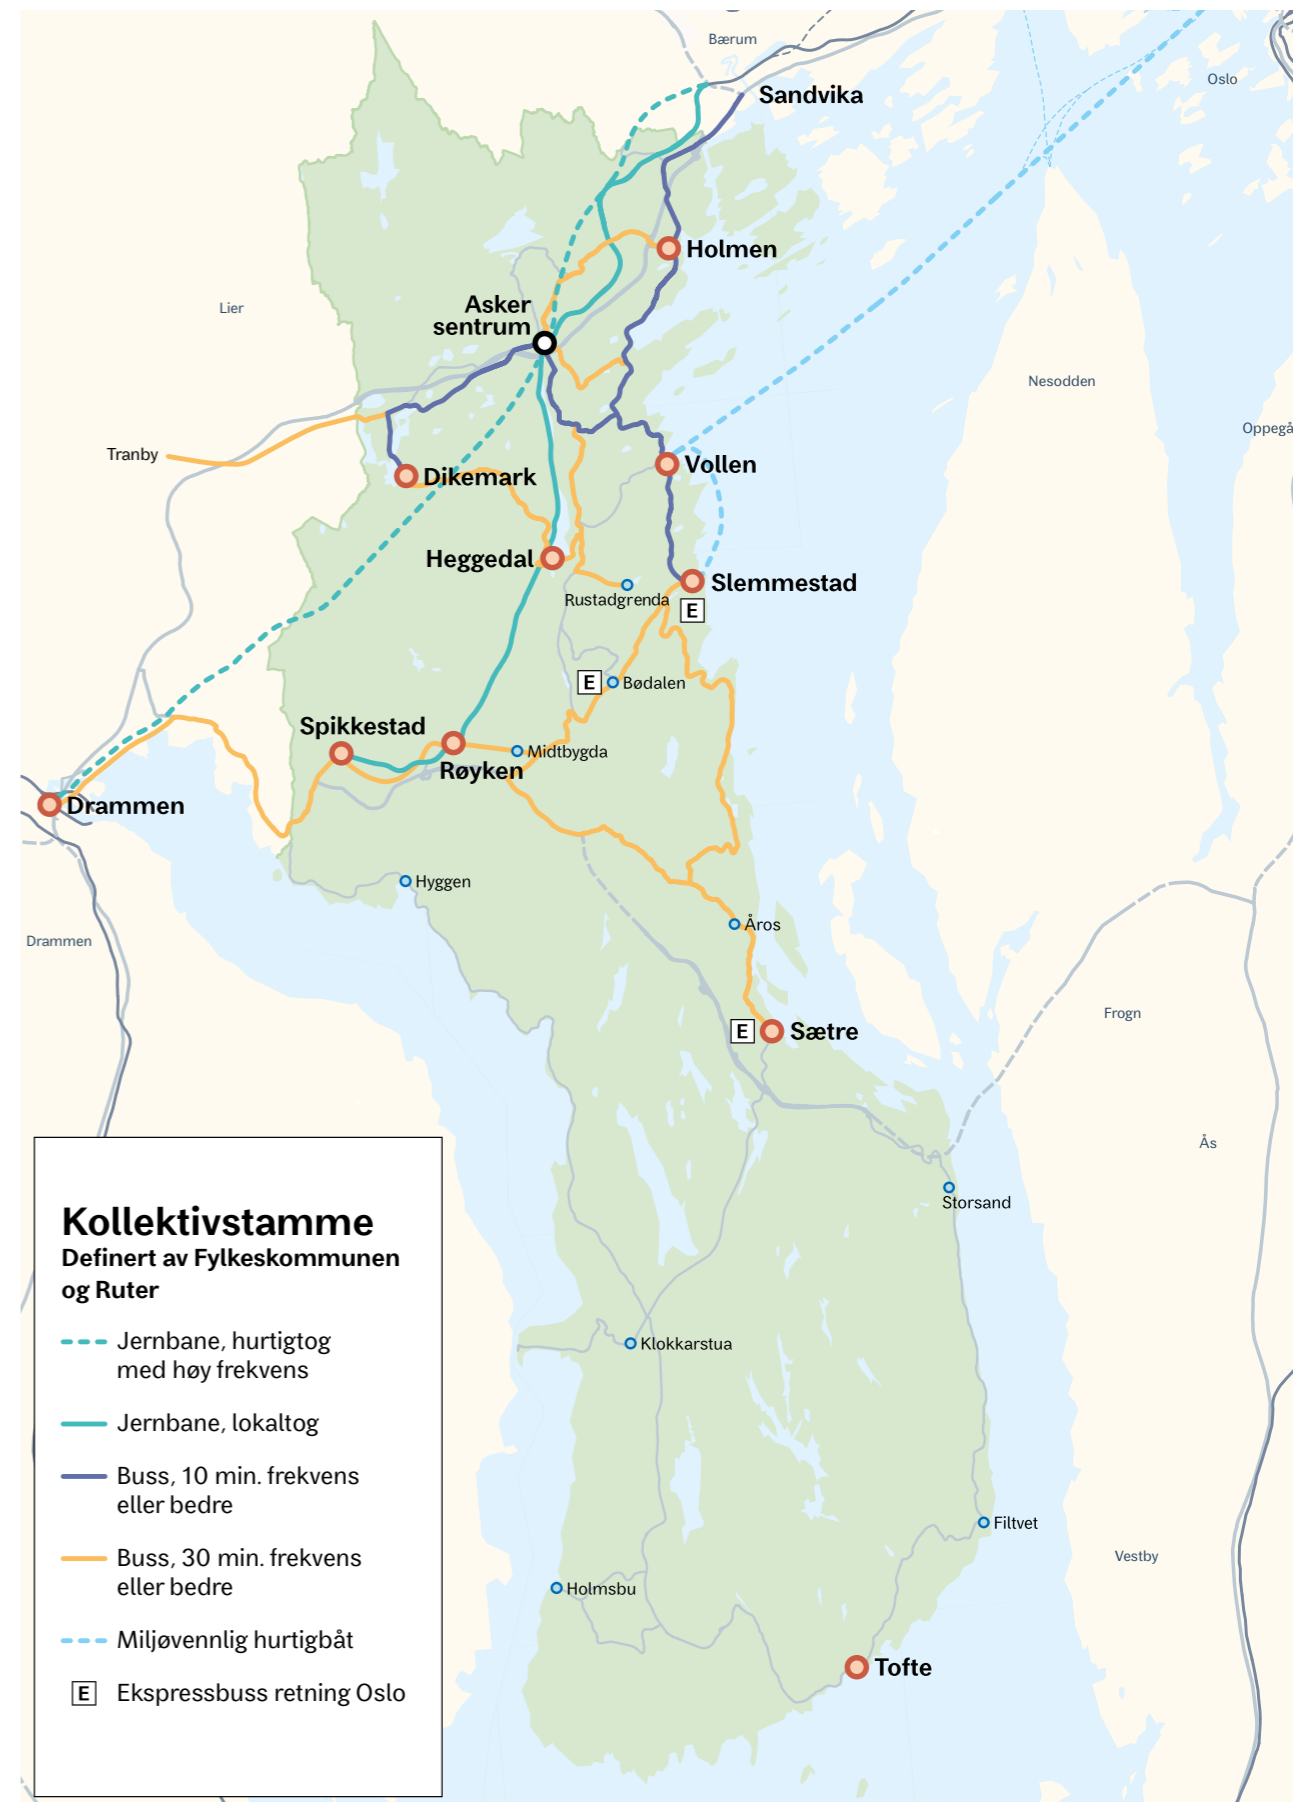 Bærum
Oslo
Sandvika
Holmen
Asker
sentrum
Lier
Nesodden
Oppegå
Tranby
Vollen
Dikemark
Heggedal
Slemmestad
Rustadgrenda
E
E
Bødalen
Spikkestad
Midtbygda
Røyken
Drammen
Hyggen
Åros
Drammen
Frogn
E
Sætre
Ås
Storsand
Kollektivstamme
Definert av Fylkeskommunen
og Ruter
Jernbane, hurtigtog
med høy frekvens
Jernbane, lokaltog
Buss, 10 min. frekvens
eller bedre
Buss, 30 min. frekvens
eller bedre
Miljøvennlig hurtigbåt
E Ekspressbuss retning Oslo
Klokkarstua
Filtvet
Vestby
Holmsbu
Tofte